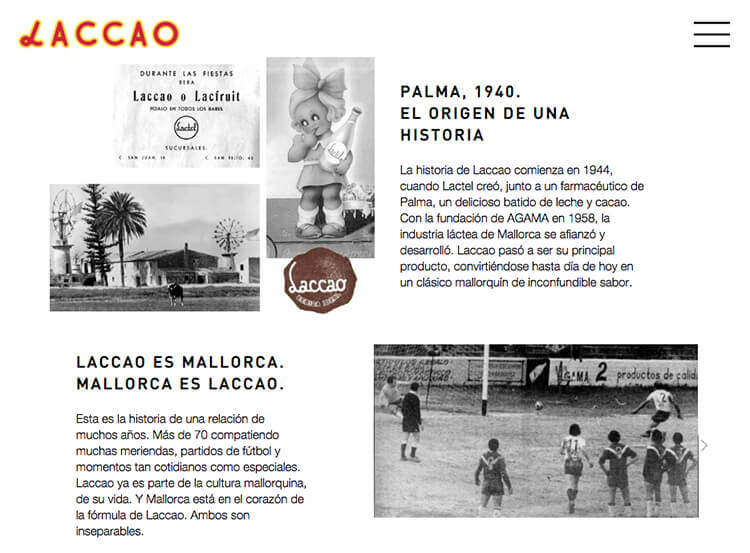 LACCAO
DURANTE LAS FIESTAS
BEBA
Laccao o Lacfruit
PIDALO EN TODOS LOS BARES
Lactel
SUCURSALES:
C. SAN JUAN, 18
Laccao
PALMA, 1940.
EL ORIGEN DE UNA
HISTORIA
La historia de Laccao comienza en 1944,
cuando Lactel creó, junto a un farmacéutico de
Palma, un delicioso batido de leche y cacao.
Con la fundación de AGAMA en 1958, la
industria láctea de Mallorca se afianzó y
desarrolló. Laccao pasó a ser su principal
producto, convirtiéndose hasta día de hoy en
un clásico mallorquín de inconfundible sabor.
LACCAO ES MALLORCA.
MALLORCA ES LACCAO.
Esta es la historia de una relación de
muchos años. Más de 70 compatiendo
muchas meriendas, partidos de fútbol y
momentos tan cotidianos como especiales.
Laccao ya es parte de la cultura mallorquina,
de su vida. Y Mallorca está en el corazón de
la fórmula de Laccao. Ambos son
inseparables.
AGAMA 2 productos de calidad